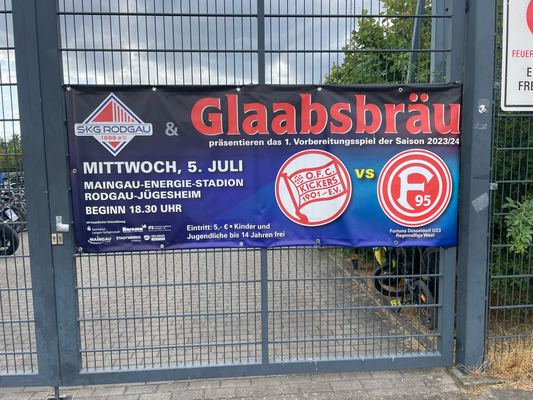 SKG RODGAU
1888 e.V.
& Glaabsbräu
präsentieren das 1. Vorbereitungsspiel der Saison 2023/24
MITTWOCH, 5. JULI
MAINGAU-ENERGIE-STADION
RODGAU-JÜGESHEIM
BEGINN 18.30 UHR
O.F.C.
KICKERS
1901 - E.V.
vs
F
95
Fortuna Düsseldorf U23
Regionalliga West
Eintritt: 5,- € • Kinder und
Jugendliche bis 14 Jahren frei
Sparkasse
MAINGAU
STADTWERKE
FEUER